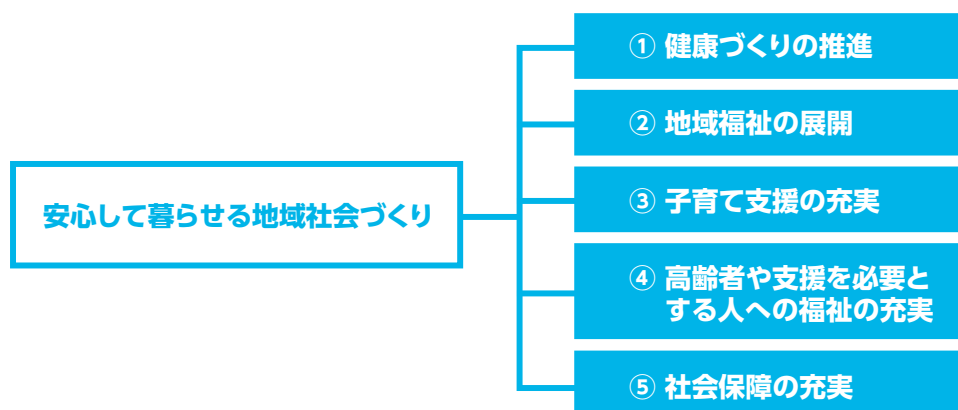 安心して暮らせる地域社会づくり
① 健康づくりの推進
② 地域福祉の展開
③ 子育て支援の充実
④ 高齢者や支援を必要と
する人への福祉の充実
⑤ 社会保障の充実